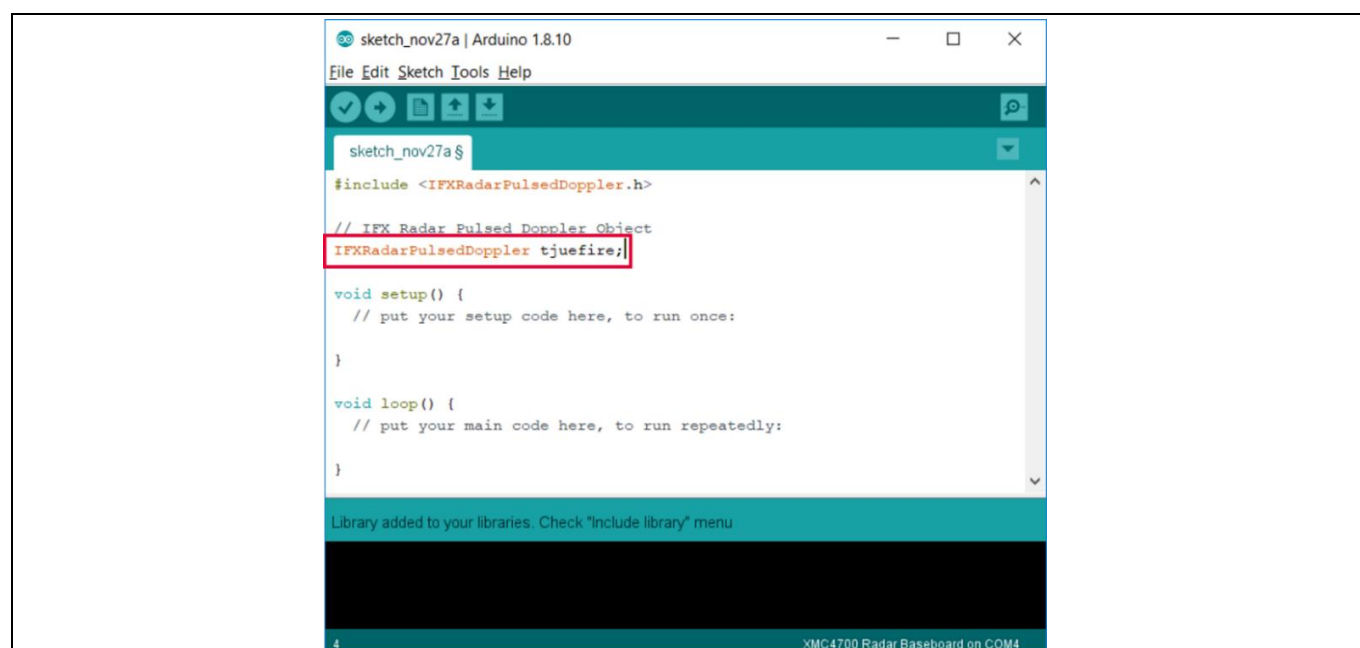 sketch_nov27a | Arduino 1.8.10
File Edit Sketch Tools Help
sketch_nov27a §
#include <IFXRadarPulsedDoppler.h>
// IFX Radar Pulsed Doppler Object
IFXRadarPulsedDoppler tjuefire;
void setup() {
// put your setup code here, to run once:
}
void loop() {
// put your main code here, to run repeatedly:
}
Library added to your libraries. Check "Include library" menu
4 XMC4700 Radar Baseboard on COM4